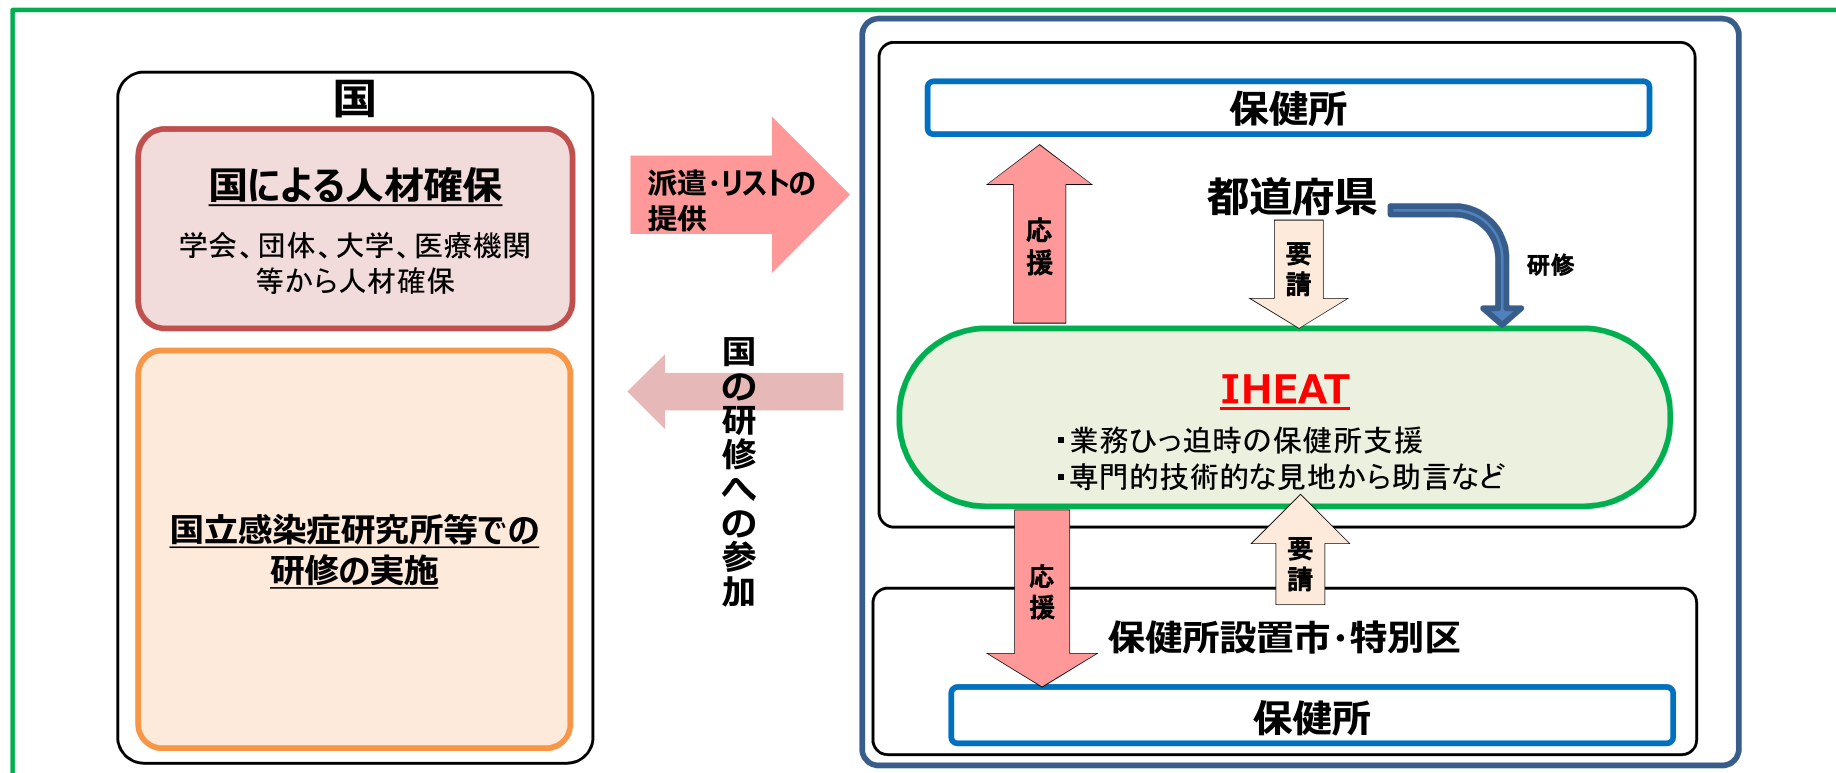 国
国による人材確保
学会、団体、大学、医療機関
等から人材確保
国立感染症研究所等での
研修の実施
派遣・リストの
提供
国の研修への参加
保健所
都道府県
応援
要請
研修
IHEAT
・業務ひっ迫時の保健所支援
・専門的技術的な見地から助言など
応援
要請
保健所設置市・特別区
保健所